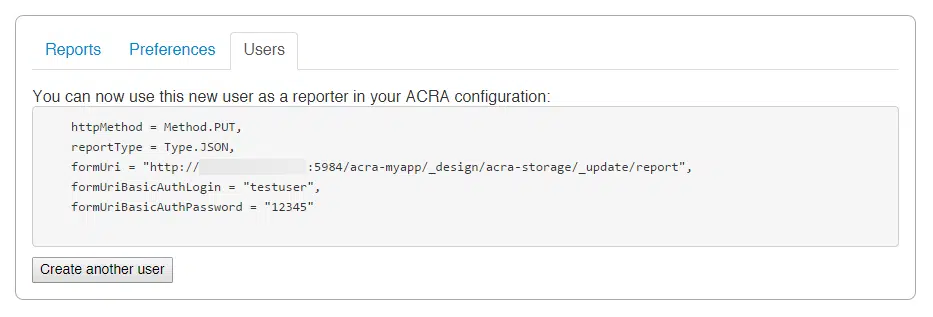 Reports Preferences Users
You can now use this new user as a reporter in your ACRA configuration:
httpMethod = Method.PUT,
reportType = Type.JSON,
formUri = "http:// :5984/acra-myapp/_design/acra-storage/_update/report",
formUriBasicAuthLogin = "testuser",
formUriBasicAuthPassword = "12345"
Create another user